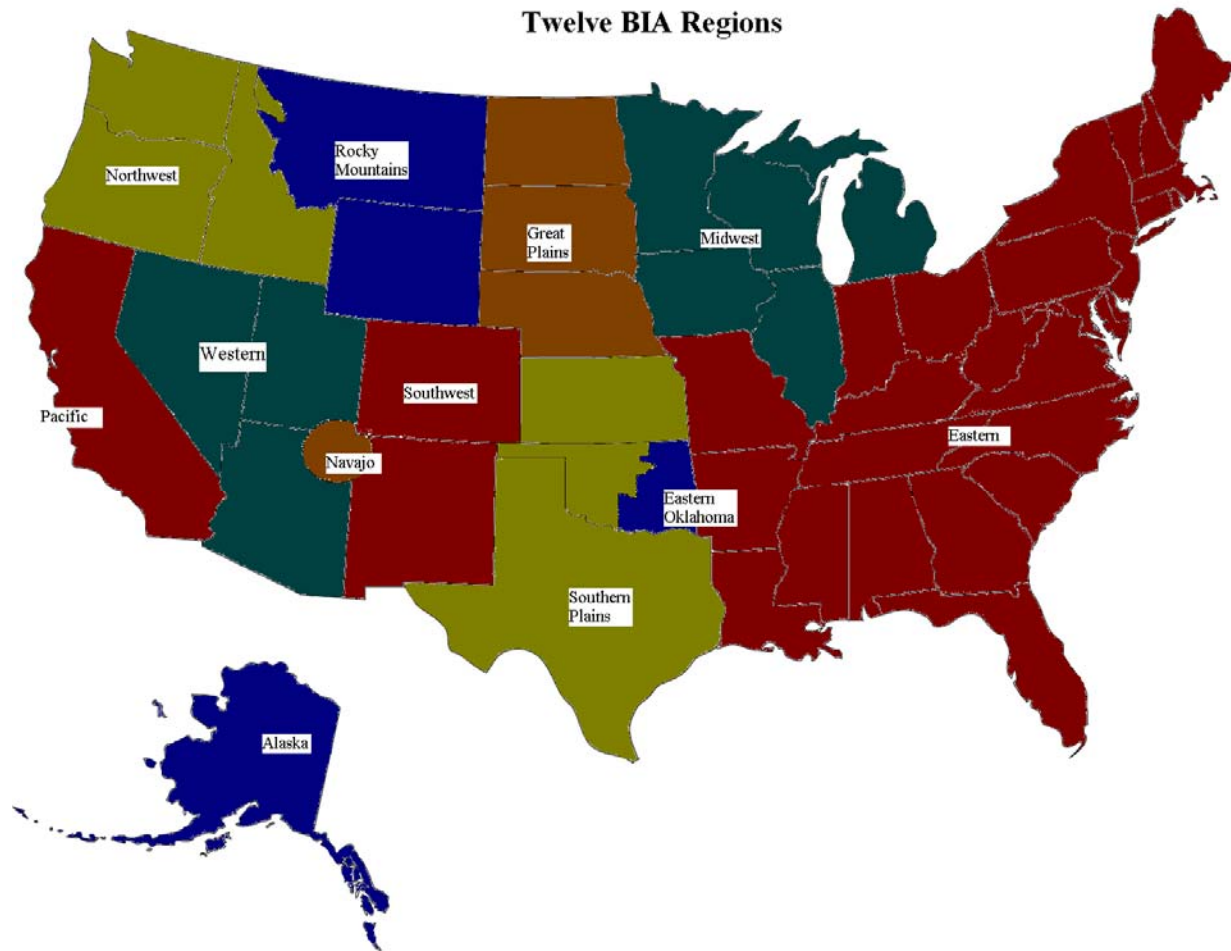 Twelve BIA Regions
Rocky
Mountains
Northwest
Great
Plains
Midwest
Western
Southwest
Pacific
Eastern
Navajo
Eastern
Oklahoma
Southern
Plains
Alaska